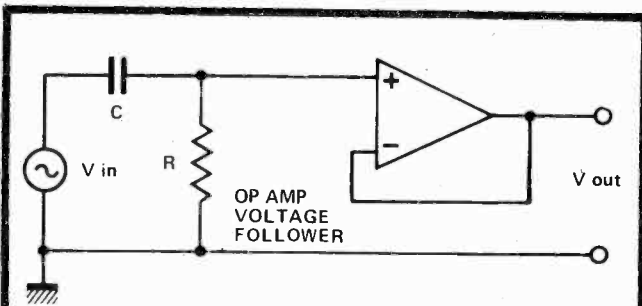 C
V in
R
+
−
OP AMP
VOLTAGE
FOLLOWER
V out